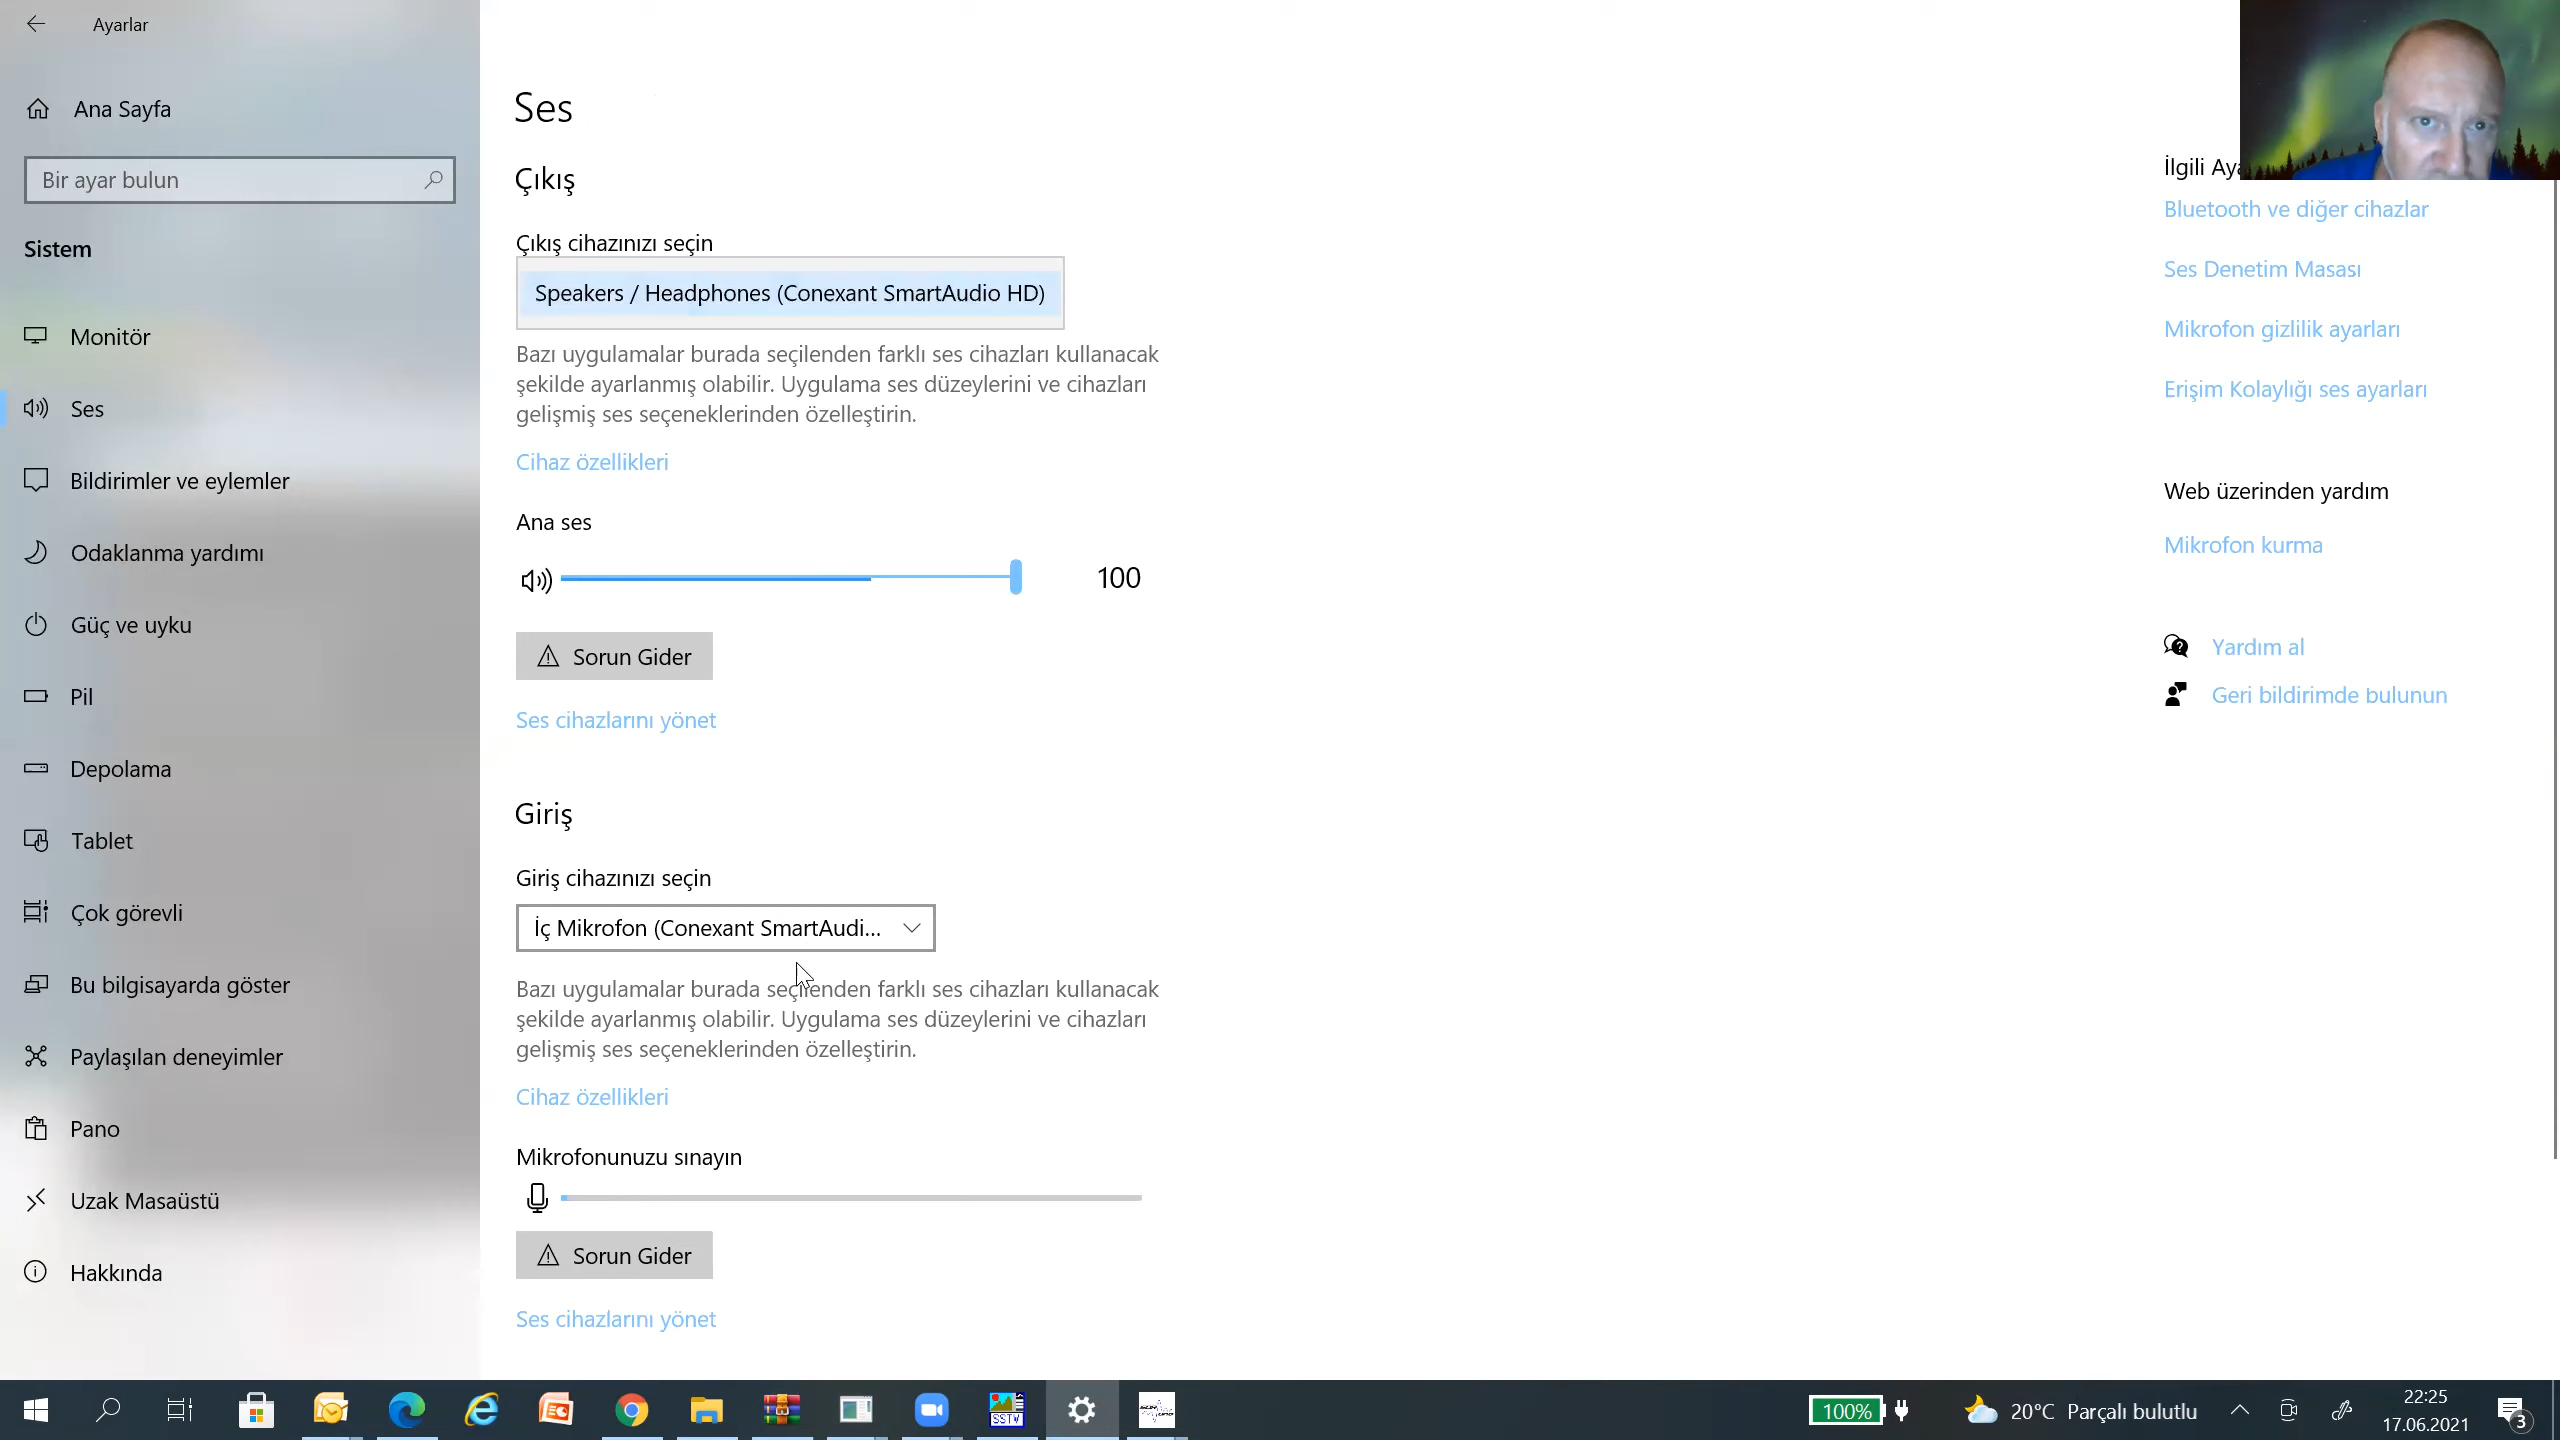 Ayarlar
Ana Sayfa
Bir ayar bulun
Sistem
Monitör
Ses
Bildirimler ve eylemler
Odaklanma yardımı
Güç ve uyku
Pil
Depolama
Tablet
Çok görevli
Bu bilgisayarda göster
Paylaşılan deneyimler
Pano
Uzak Masaüstü
Hakkında
Ses
Çıkış
Çıkış cihazınızı seçin
Speakers / Headphones (Conexant SmartAudio HD)
Bazı uygulamalar burada seçilenden farklı ses cihazları kullanacak
şekilde ayarlanmış olabilir. Uygulama ses düzeylerini ve cihazları
gelişmiş ses seçeneklerinden özelleştirin.
Cihaz özellikleri
Ana ses
100
Sorun Gider
Ses cihazlarını yönet
Giriş
Giriş cihazınızı seçin
İç Mikrofon (Conexant SmartAudi...
Bazı uygulamalar burada seçilenden farklı ses cihazları kullanacak
şekilde ayarlanmış olabilir. Uygulama ses düzeylerini ve cihazları
gelişmiş ses seçeneklerinden özelleştirin.
Cihaz özellikleri
Mikrofonunuzu sınayın
Sorun Gider
Ses cihazlarını yönet
İlgili Aya
Bluetooth ve diğer cihazlar
Ses Denetim Masası
Mikrofon gizlilik ayarları
Erişim Kolaylığı ses ayarları
Web üzerinden yardım
Mikrofon kurma
Yardım al
Geri bildirimde bulunun
SSTV
100%
20°C Parçalı bulutlu
22:25
17.06.2021
3